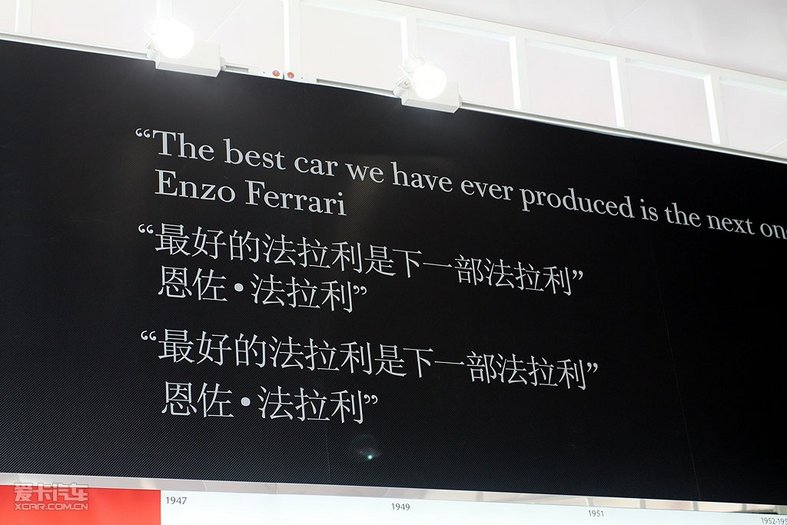 “The best car we have ever produced is the next
Enzo Ferrari
“最好的法拉利是下一部法拉利”
恩佐•法拉利”
“最好的法拉利是下一部法拉利”
恩佐•法拉利”
爱卡汽车
XCAR.COM.CN
1947
1949
1951